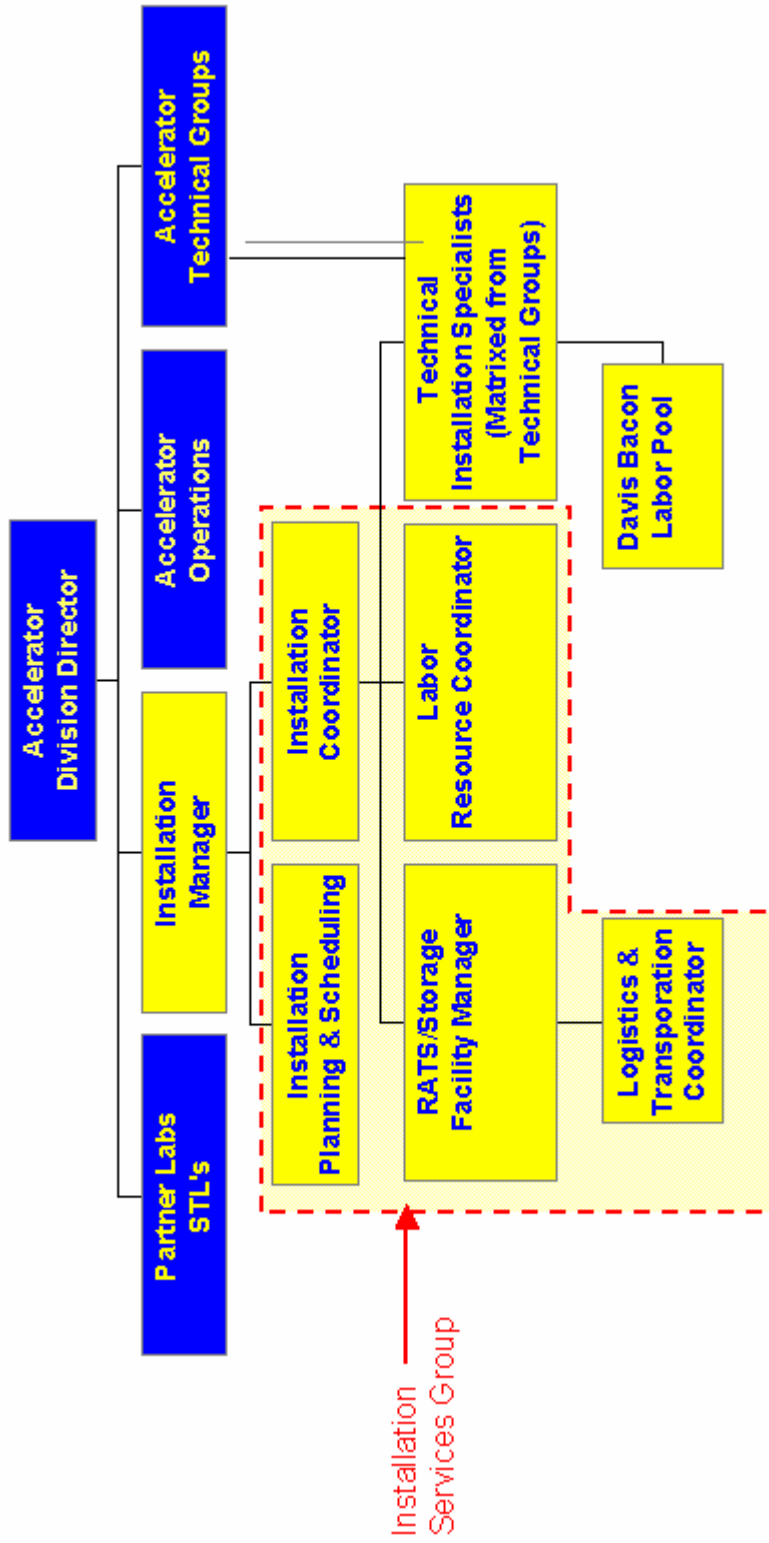 Accelerator
Division Director
Partner Labs
STL's
Installation
Manager
Accelerator
Operations
Accelerator
Technical Groups
Installation
Planning & Scheduling
Installation
Coordinator
Installation
Services Group
RATS/Storage
Facility Manager
Labor
Resource Coordinator
Technical
Installation Specialists
(Matrixed from
Technical Groups)
Logistics &
Transporation
Coordinator
Davis Bacon
Labor Pool